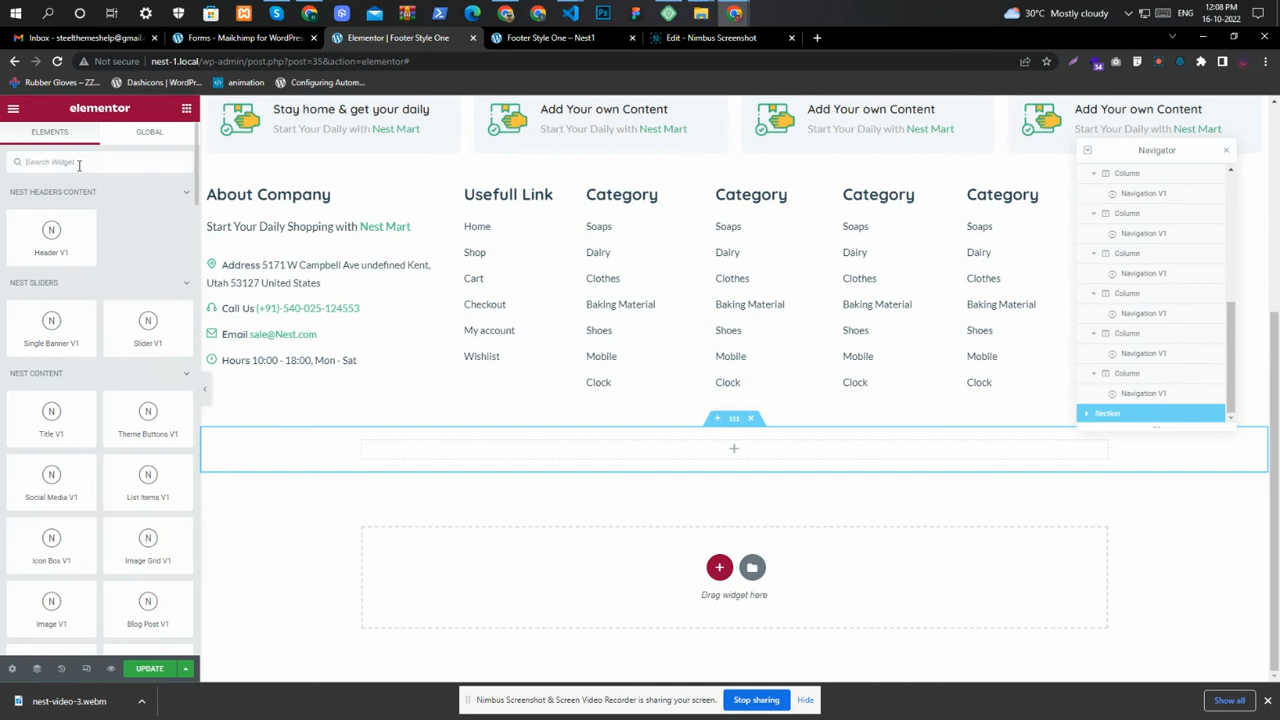 12:08 PM
30°C Mostly cloudy
ENG
16-10-2022
Inbox - steelthemeshelp@gmail.c
Forms - Mailchimp for WordPres
Elementor | Footer Style One
Footer Style One – Nest1
Edit - Nimbus Screenshot
Not secure nest-1.local/wp-admin/post.php?post=35&action=elementor#
34
Rubber Gloves – ZZ...
Dashicons | WordPr...
animation
Configuring Autom...
elementor
ELEMENTS
GLOBAL
Search Widget...
NEST HEADERS CONTENT
Header V1
NEST SLIDERS
Single Banner V1
Slider V1
NEST CONTENT
Title V1
Theme Buttons V1
Social Media V1
List Items V1
Icon Box V1
Image Grid V1
Image V1
Blog Post V1
UPDATE
Stay home & get your daily
Start Your Daily with Nest Mart
Add Your own Content
Start Your Daily with Nest Mart
Add Your own Content
Start Your Daily with Nest Mart
Add Your own Content
Start Your Daily with Nest Mart
About Company
Start Your Daily Shopping with Nest Mart
Address 5171 W Campbell Ave undefined Kent,
Utah 53127 United States
Call Us (+91)-540-025-124553
Email sale@Nest.com
Hours 10:00 - 18:00, Mon - Sat
Usefull Link
Home
Shop
Cart
Checkout
My account
Wishlist
Category
Soaps
Dairy
Clothes
Baking Material
Shoes
Mobile
Clock
Category
Soaps
Dairy
Clothes
Baking Material
Shoes
Mobile
Clock
Category
Soaps
Dairy
Clothes
Baking Material
Shoes
Mobile
Clock
Category
Soaps
Dairy
Clothes
Baking Material
Shoes
Mobile
Clock
Navigator
Column
Navigation V1
Column
Navigation V1
Column
Navigation V1
Column
Navigation V1
Column
Navigation V1
Column
Navigation V1
Section
Drag widget here
nest-video-3.webm
Nimbus Screenshot & Screen Video Recorder is sharing your screen.
Stop sharing
Hide
Show all